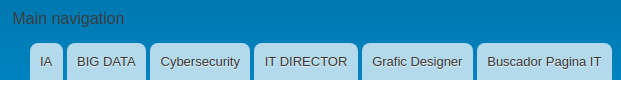 Main navigation
IA BIG DATA Cybersecurity IT DIRECTOR Grafic Designer Buscador Pagina IT